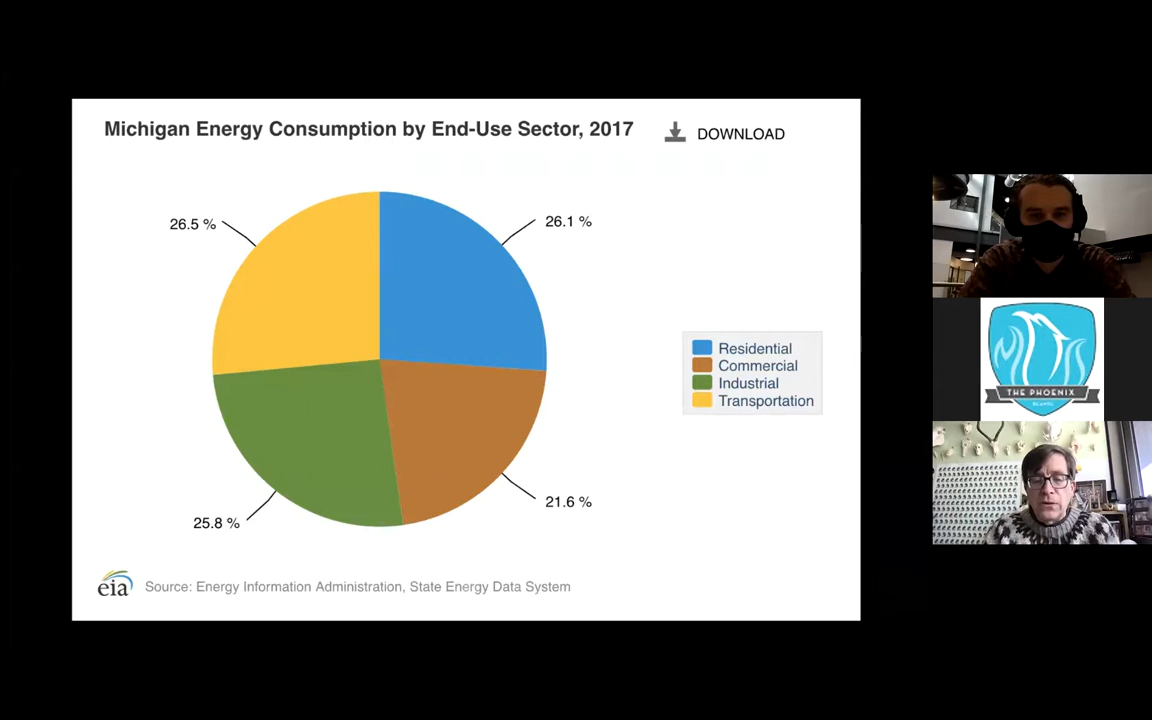 Michigan Energy Consumption by End-Use Sector, 2017
DOWNLOAD
26.5 %
26.1 %
Residential
Commercial
Industrial
Transportation
25.8 %
21.6 %
eia
Source: Energy Information Administration, State Energy Data System
THE PHOENIX